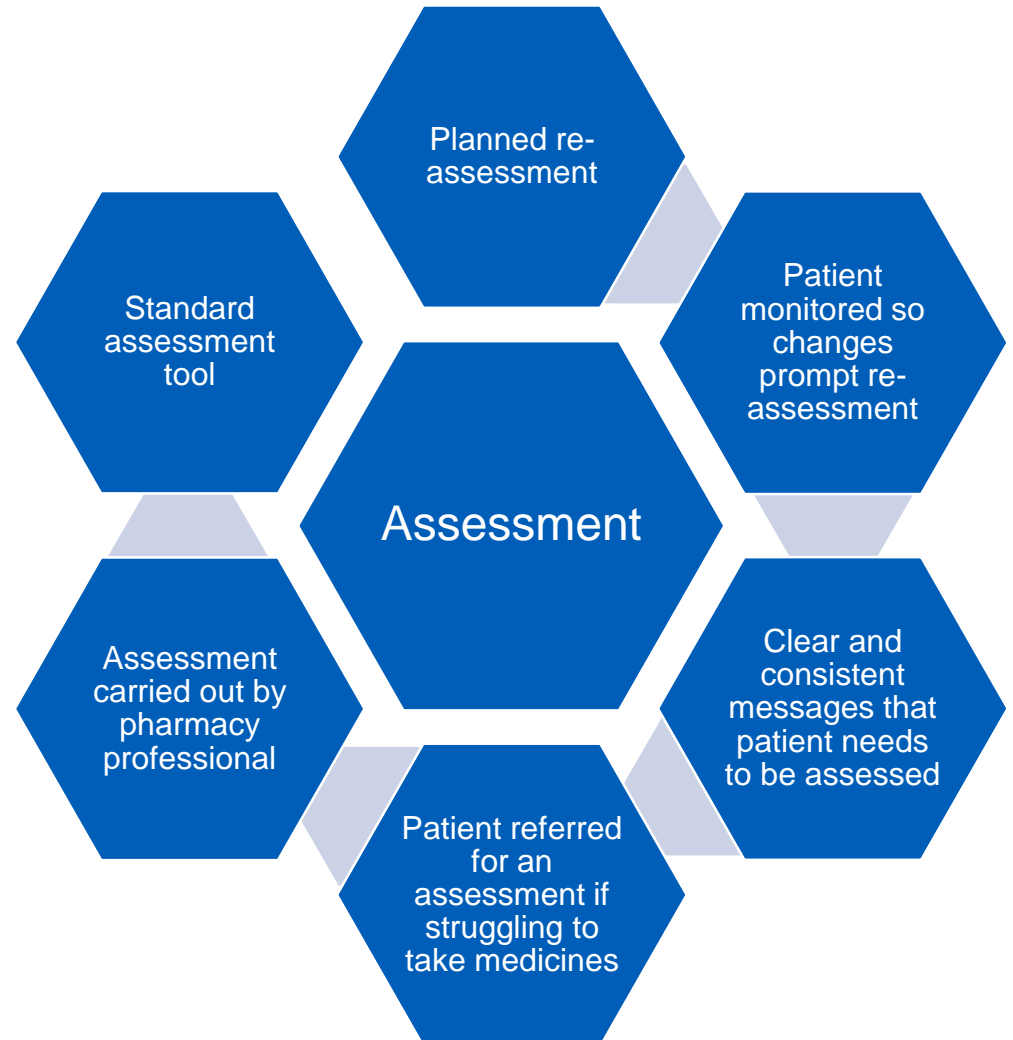 Planned re-
assessment
Patient
monitored so
changes
prompt re-
assessment
Standard
assessment
tool
Assessment
Clear and
consistent
messages that
patient needs
to be assessed
Assessment
carried out by
pharmacy
professional
Patient referred
for an
assessment if
struggling to
take medicines